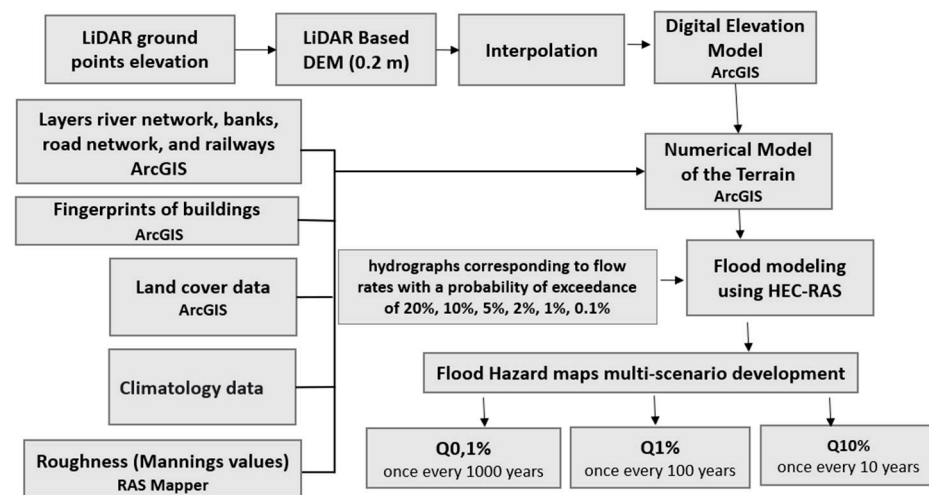 LiDAR ground
points elevation
LiDAR Based
DEM (0.2 m)
Interpolation
Digital Elevation
Model
ArcGIS
Layers river network, banks,
road network, and railways
ArcGIS
Numerical Model
of the Terrain
ArcGIS
Fingerprints of buildings
ArcGIS
Land cover data
ArcGIS
hydrographs corresponding to flow
rates with a probability of exceedance
of 20%, 10%, 5%, 2%, 1%, 0.1%
Flood modeling
using HEC-RAS
Climatology data
Flood Hazard maps multi-scenario development
Roughness (Mannings values)
RAS Mapper
Q0,1%
once every 1000 years
Q1%
once every 100 years
Q10%
once every 10 years